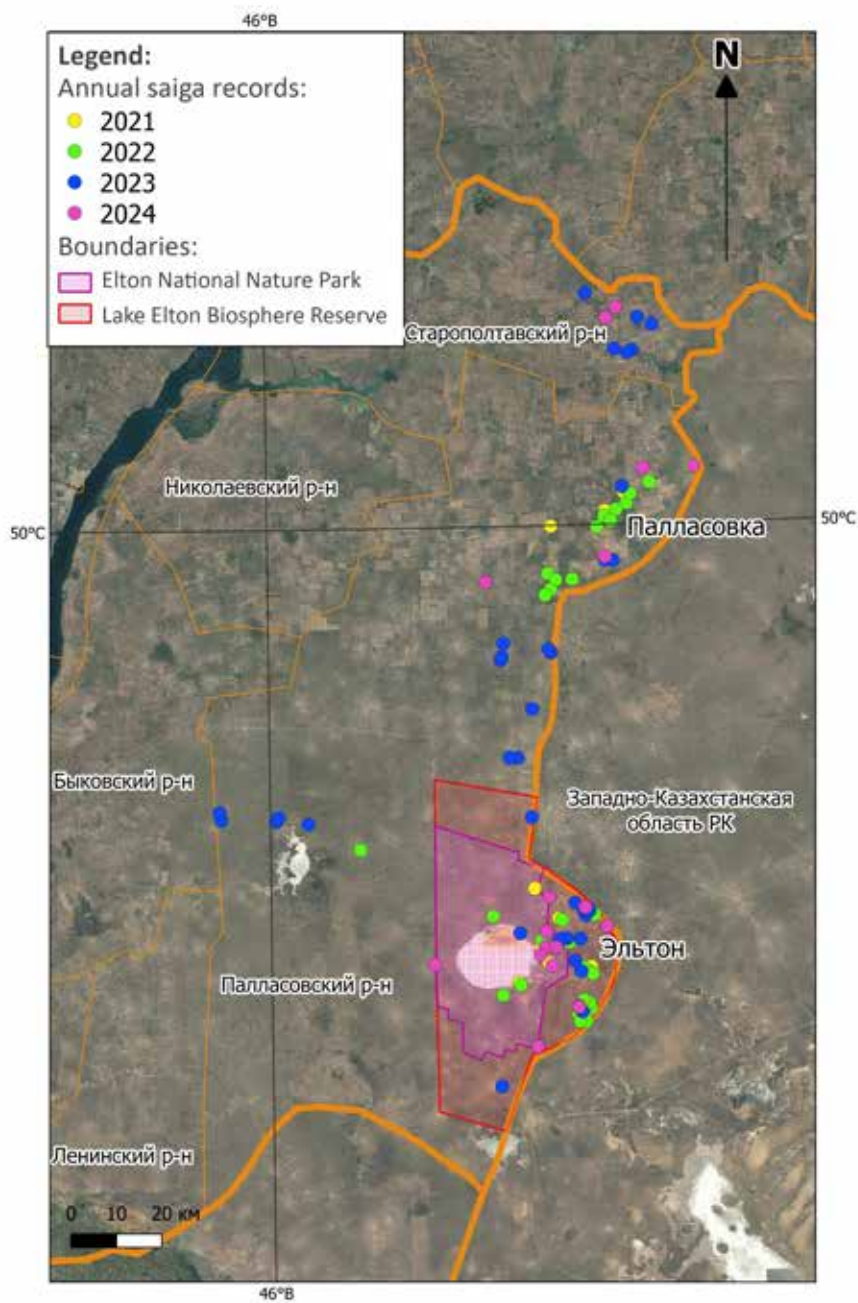 46°В
Legend:
Annual saiga records:
2021
2022
2023
2024
Boundaries:
Elton National Nature Park
Lake Elton Biosphere Reserve
N
Старополтавский р-н
Николаевский р-н
Палласовка
50°С
50°С
Быковский р-н
Западно-Казахстанская
область РК
Эльтон
Палласовский р-н
Ленинский р-н
0 10 20 км
46°В